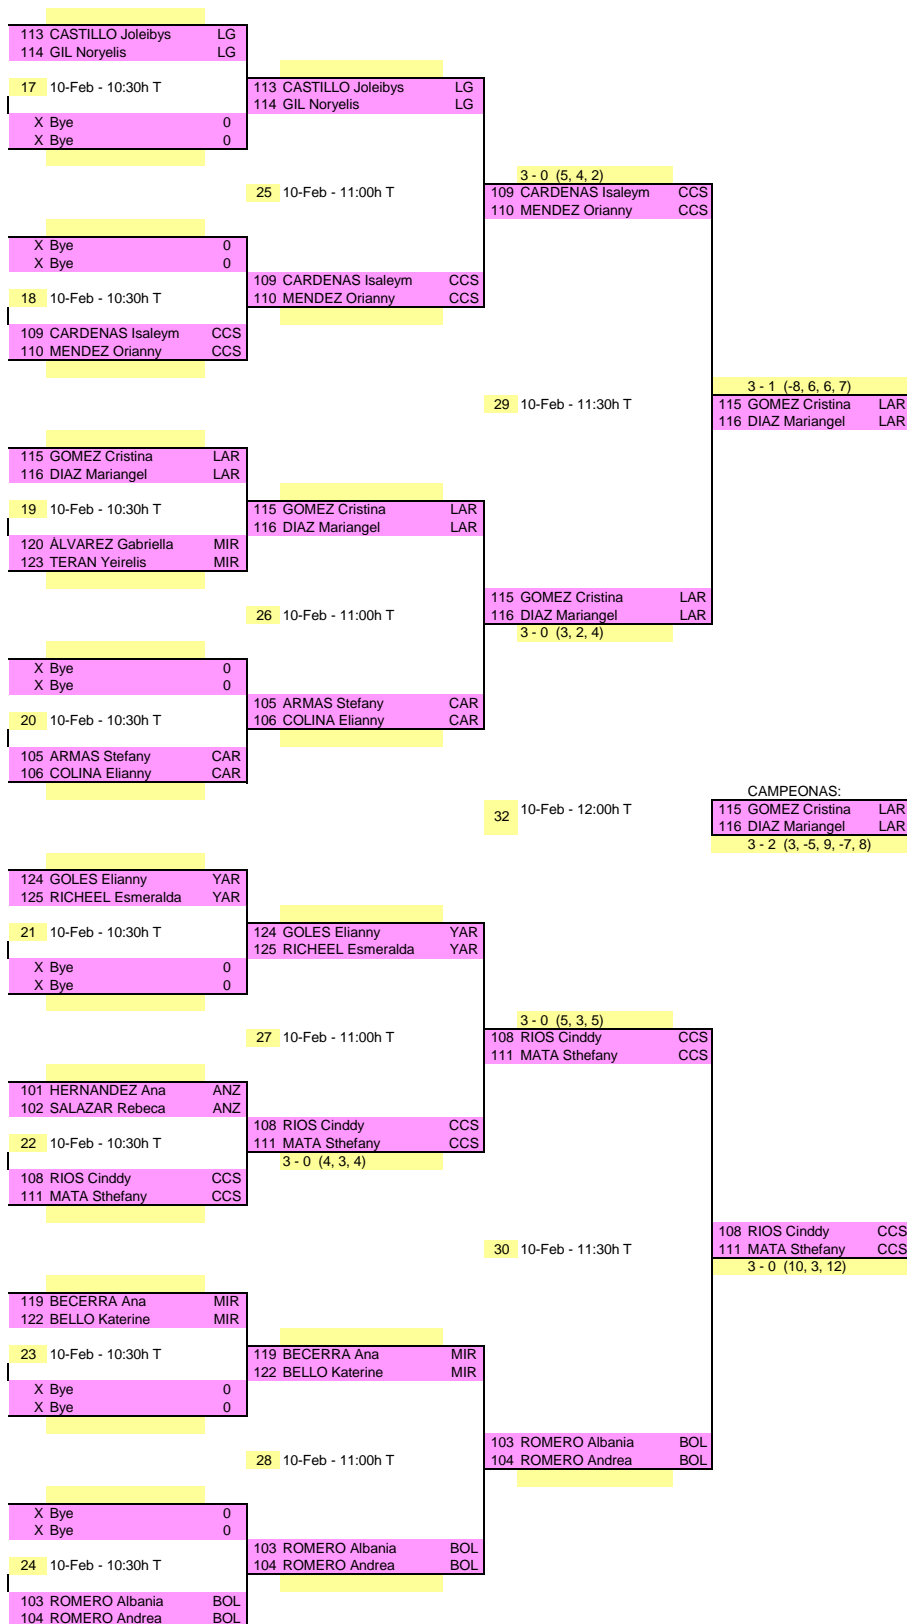 113 CASTILLO Joleibys LG
114 GIL Noryelis LG
17 10-Feb - 10:30h T
113 CASTILLO Joleibys LG
114 GIL Noryelis LG
X Bye 0
X Bye 0
3 - 0 (5, 4, 2)
25 10-Feb - 11:00h T
109 CARDENAS Isaleym CCS
110 MENDEZ Orianny CCS
X Bye 0
X Bye 0
109 CARDENAS Isaleym CCS
110 MENDEZ Orianny CCS
18 10-Feb - 10:30h T
109 CARDENAS Isaleym CCS
110 MENDEZ Orianny CCS
3 - 1 (-8, 6, 6, 7)
29 10-Feb - 11:30h T
115 GOMEZ Cristina LAR
116 DIAZ Mariangel LAR
115 GOMEZ Cristina LAR
116 DIAZ Mariangel LAR
19 10-Feb - 10:30h T
115 GOMEZ Cristina LAR
116 DIAZ Mariangel LAR
120 ÁLVAREZ Gabriella MIR
123 TERAN Yeirelis MIR
115 GOMEZ Cristina LAR
116 DIAZ Mariangel LAR
26 10-Feb - 11:00h T
3 - 0 (3, 2, 4)
X Bye 0
X Bye 0
105 ARMAS Stefany CAR
106 COLINA Elianny CAR
20 10-Feb - 10:30h T
105 ARMAS Stefany CAR
106 COLINA Elianny CAR
CAMPEONAS:
32 10-Feb - 12:00h T
115 GOMEZ Cristina LAR
116 DIAZ Mariangel LAR
3 - 2 (3, -5, 9, -7, 8)
124 GOLES Elianny YAR
125 RICHEEL Esmeralda YAR
21 10-Feb - 10:30h T
124 GOLES Elianny YAR
125 RICHEEL Esmeralda YAR
X Bye 0
X Bye 0
3 - 0 (5, 3, 5)
27 10-Feb - 11:00h T
108 RIOS Cinddy CCS
111 MATA Sthefany CCS
101 HERNANDEZ Ana ANZ
102 SALAZAR Rebeca ANZ
108 RIOS Cinddy CCS
111 MATA Sthefany CCS
22 10-Feb - 10:30h T
3 - 0 (4, 3, 4)
108 RIOS Cinddy CCS
111 MATA Sthefany CCS
108 RIOS Cinddy CCS
111 MATA Sthefany CCS
30 10-Feb - 11:30h T
3 - 0 (10, 3, 12)
119 BECERRA Ana MIR
122 BELLO Katerine MIR
23 10-Feb - 10:30h T
119 BECERRA Ana MIR
122 BELLO Katerine MIR
X Bye 0
X Bye 0
103 ROMERO Albania BOL
104 ROMERO Andrea BOL
28 10-Feb - 11:00h T
X Bye 0
X Bye 0
103 ROMERO Albania BOL
104 ROMERO Andrea BOL
24 10-Feb - 10:30h T
103 ROMERO Albania BOL
104 ROMERO Andrea BOL